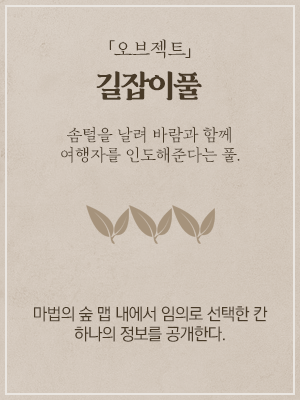 「오브젝트」
길잡이풀
솜털을 날려 바람과 함께
여행자를 인도해준다는 풀.
마법의 숲 맵 내에서 임의로 선택한 칸
하나의 정보를 공개한다.